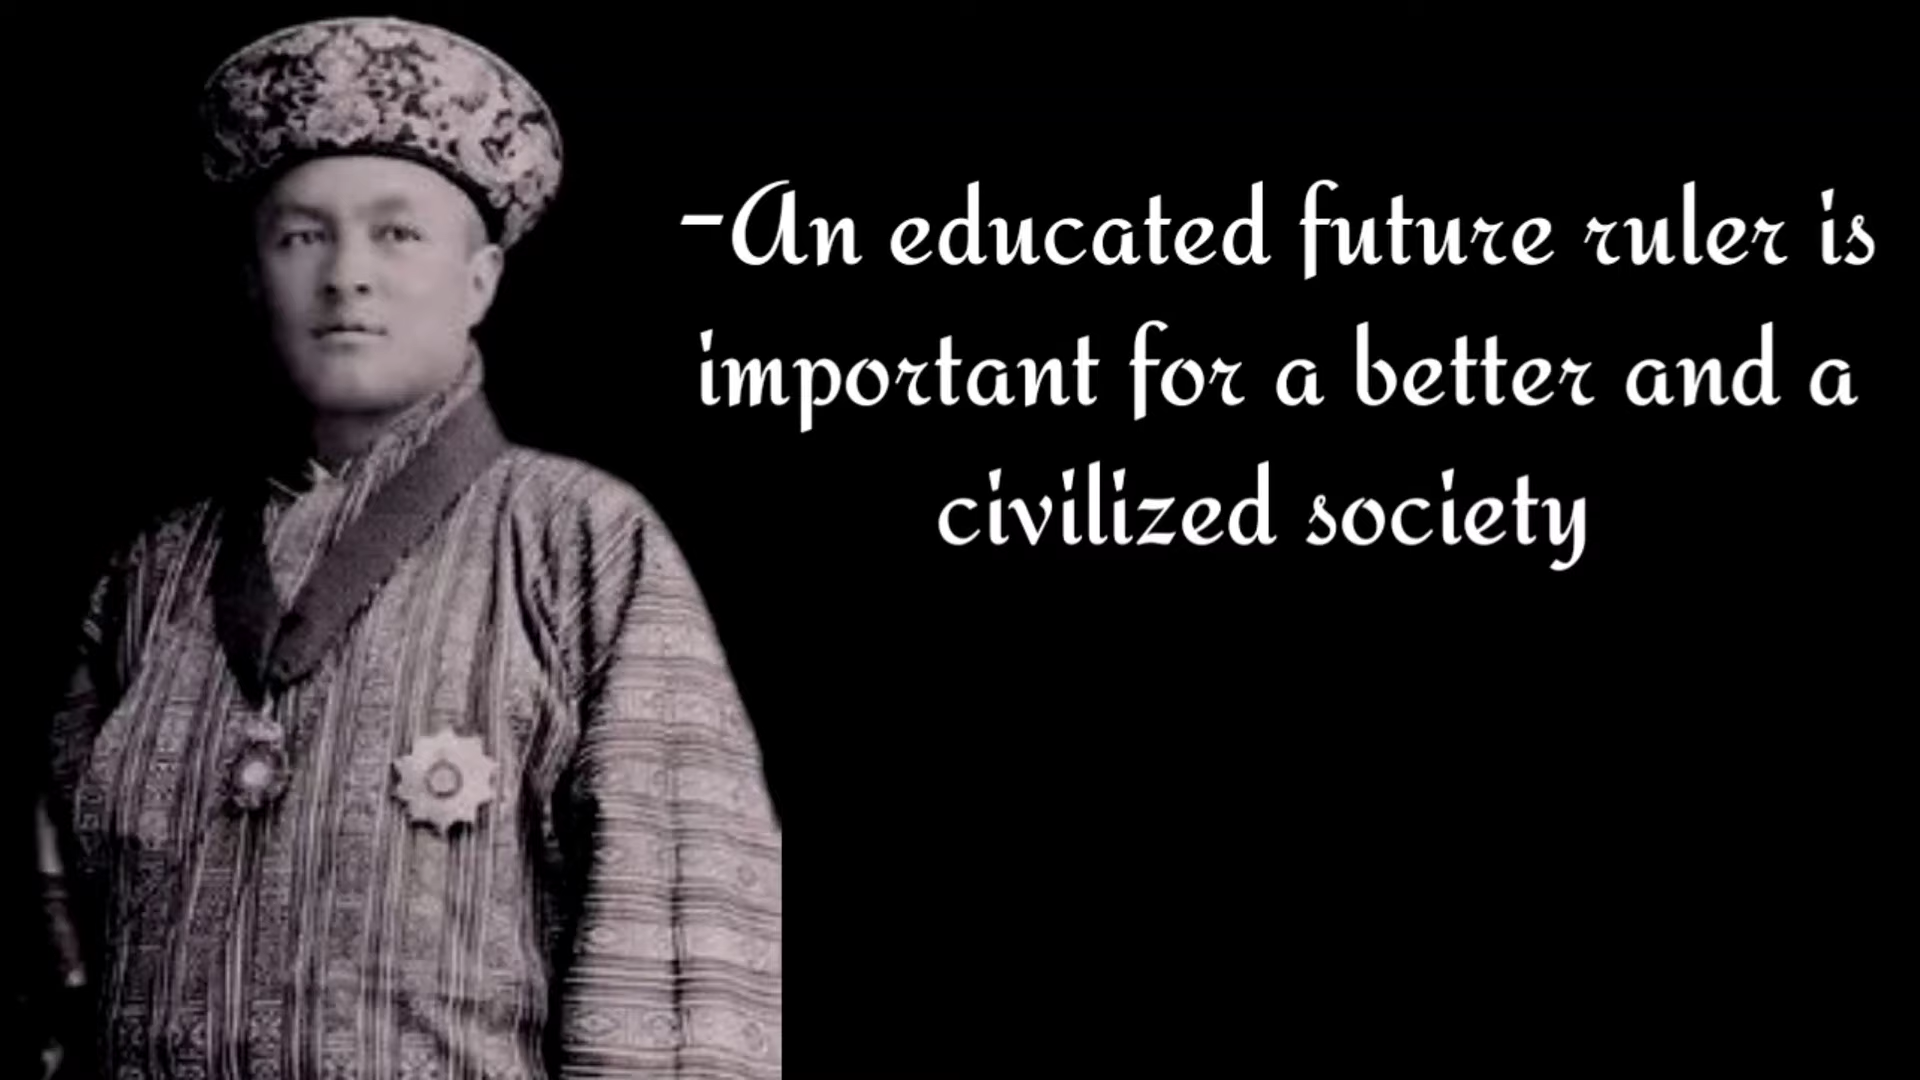 -An educated future ruler is
important for a better and a
civilized society